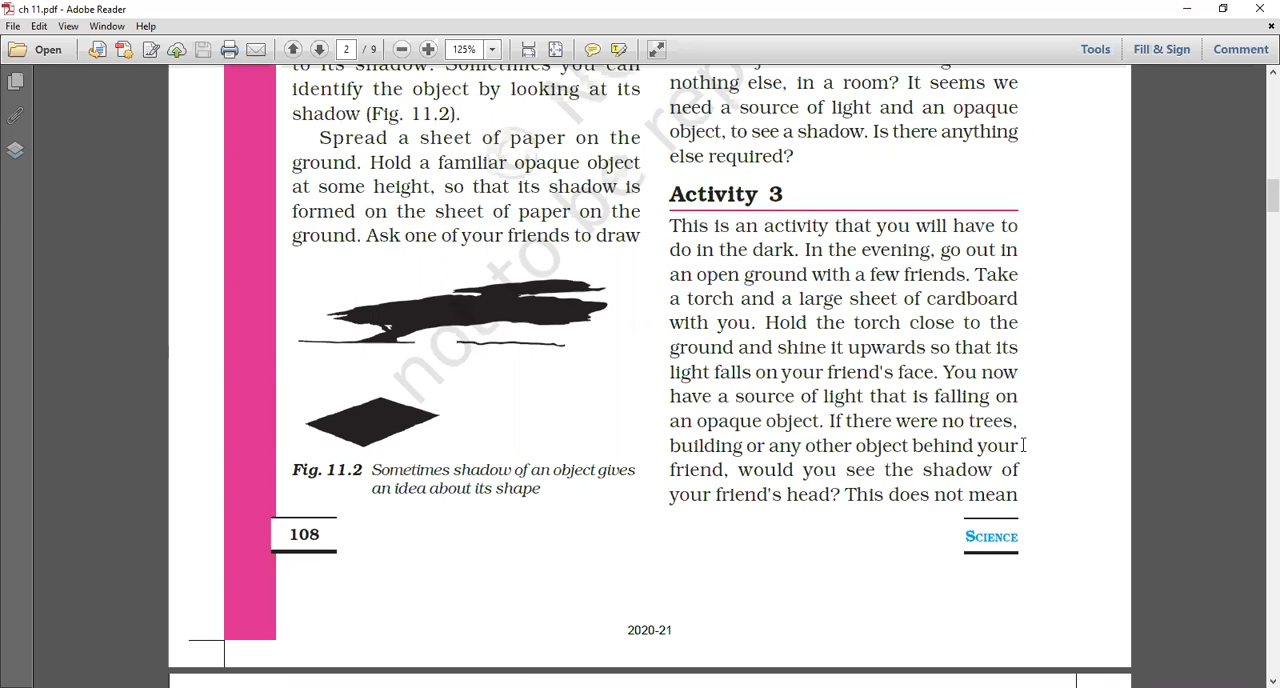 ch 11.pdf - Adobe Reader
File Edit View Window Help
Open 2 / 9 125% Tools Fill & Sign Comment
to its shadow. Sometimes you can
identify the object by looking at its
shadow (Fig. 11.2).
Spread a sheet of paper on the
ground. Hold a familiar opaque object
at some height, so that its shadow is
formed on the sheet of paper on the
ground. Ask one of your friends to draw
Fig. 11.2 Sometimes shadow of an object gives
an idea about its shape
108
nothing else, in a room? It seems we
need a source of light and an opaque
object, to see a shadow. Is there anything
else required?
Activity 3
This is an activity that you will have to
do in the dark. In the evening, go out in
an open ground with a few friends. Take
a torch and a large sheet of cardboard
with you. Hold the torch close to the
ground and shine it upwards so that its
light falls on your friend's face. You now
have a source of light that is falling on
an opaque object. If there were no trees,
building or any other object behind your
friend, would you see the shadow of
your friend's head? This does not mean
SCIENCE
2020-21
not to be rep